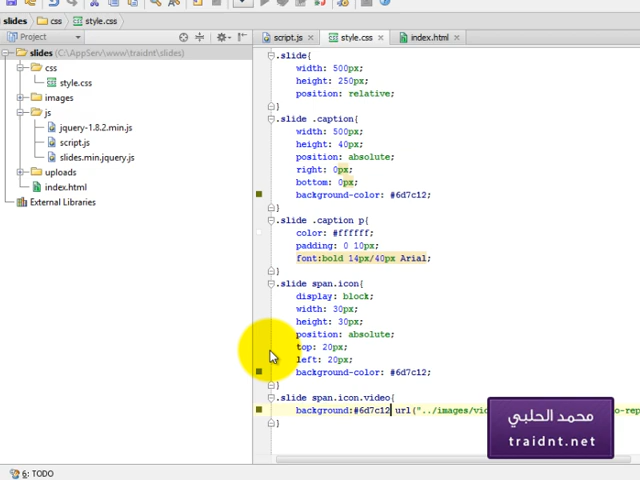 slides css style.css
Project
script.js style.css index.html
slides (C:\AppServ\www\traidnt\slides)
css
style.css
images
js
jquery-1.8.2.min.js
script.js
slides.min.jquery.js
uploads
index.html
External Libraries
.slide{
width: 500px;
height: 250px;
position: relative;
}
.slide .caption{
width: 500px;
height: 40px;
position: absolute;
right: 0px;
bottom: 0px;
background-color: #6d7c12;
}
.slide .caption p{
color: #ffffff;
padding: 0 10px;
font:bold 14px/40px Arial;
}
.slide span.icon{
display: block;
width: 30px;
height: 30px;
position: absolute;
top: 20px;
left: 20px;
background-color: #6d7c12;
}
.slide span.icon.video{
background:#6d7c12 url("../images/vi
o-rep
}
محمد الحلبي
traidnt.net
6: TODO